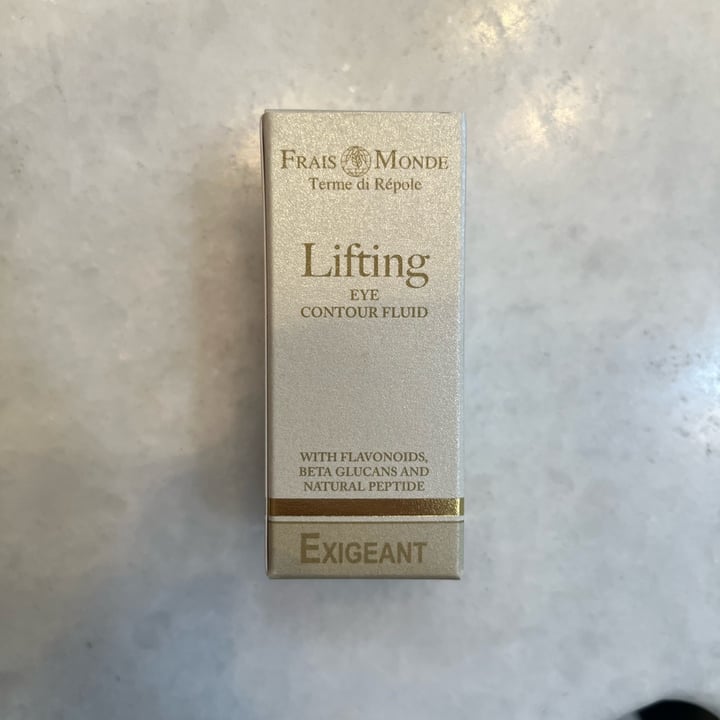 FRAIS MONDE
Terme di Répole
Lifting
EYE
CONTOUR FLUID
WITH FLAVONOIDS,
BETA GLUCANS AND
NATURAL PEPTIDE
EXIGEANT